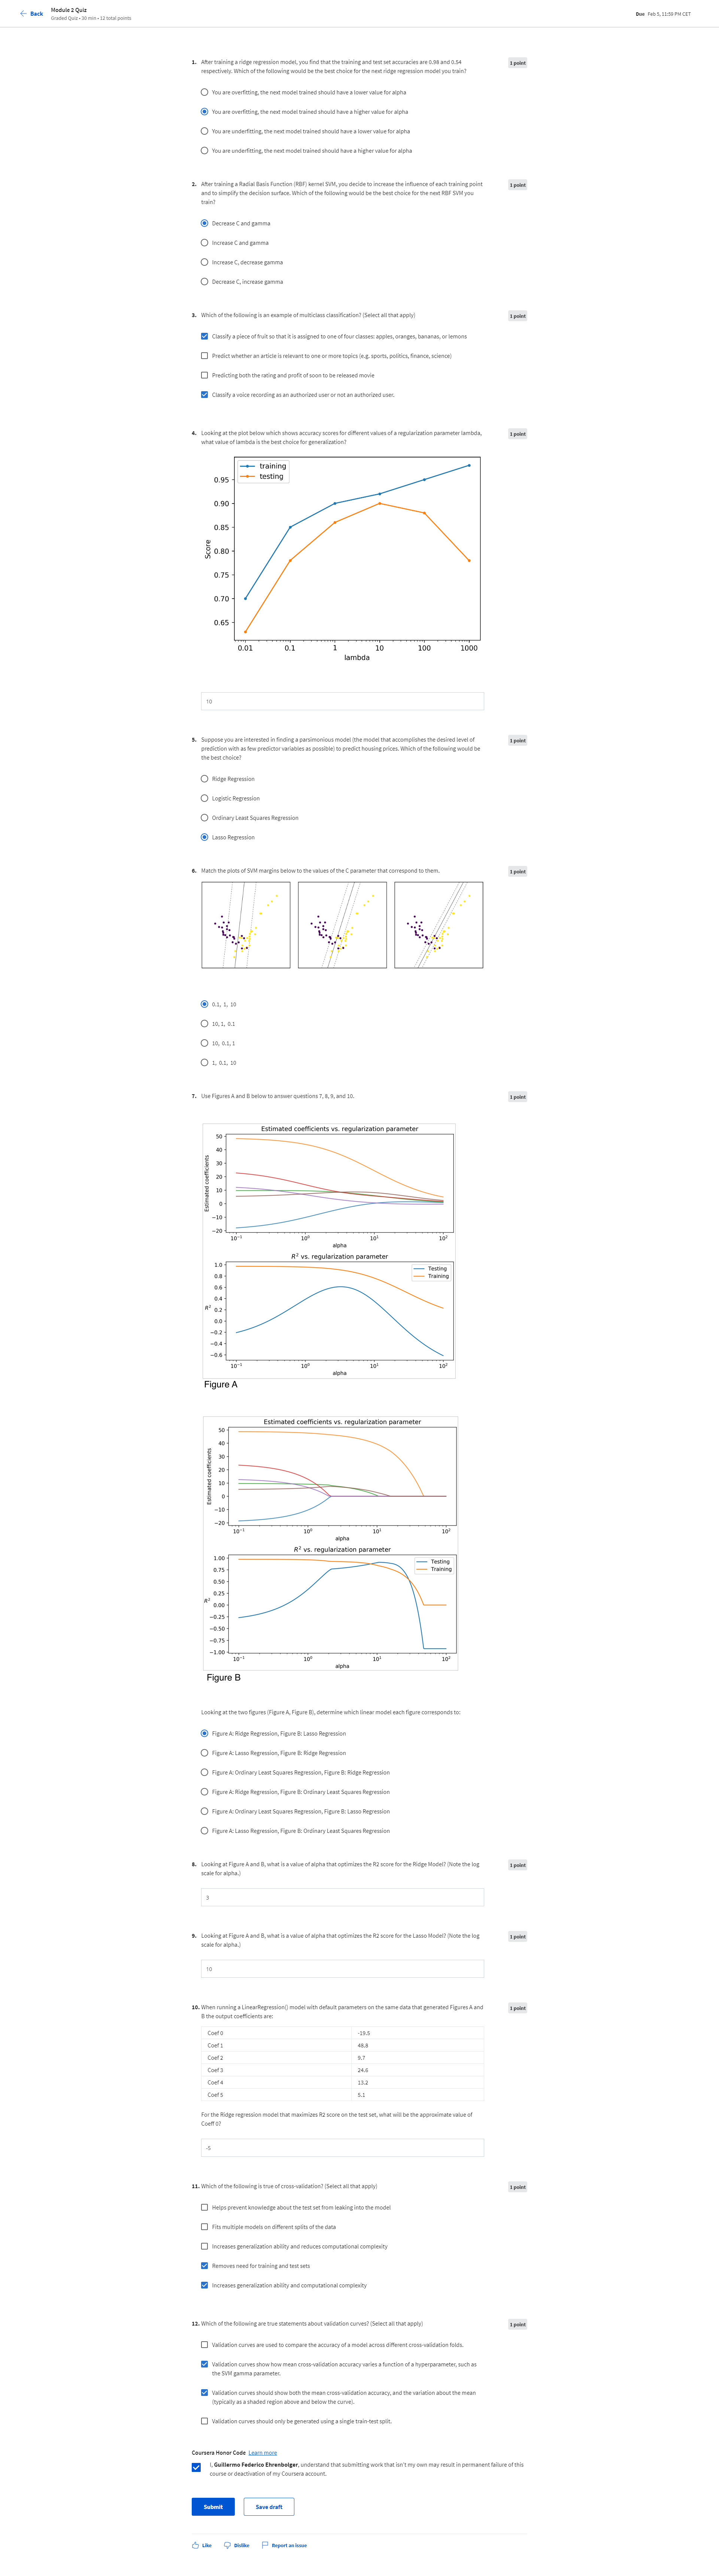 Back
Module 2 Quiz
Graded Quiz • 30 min • 12 total points
Due Feb 5, 11:59 PM CET
1. After training a ridge regression model, you find that the training and test set accuracies are 0.98 and 0.54
respectively. Which of the following would be the best choice for the next ridge regression model you train?
1 point
You are overfitting, the next model trained should have a lower value for alpha
You are overfitting, the next model trained should have a higher value for alpha
You are underfitting, the next model trained should have a lower value for alpha
You are underfitting, the next model trained should have a higher value for alpha
2. After training a Radial Basis Function (RBF) kernel SVM, you decide to increase the influence of each training point
and to simplify the decision surface. Which of the following would be the best choice for the next RBF SVM you
train?
1 point
Decrease C and gamma
Increase C and gamma
Increase C, decrease gamma
Decrease C, increase gamma
3. Which of the following is an example of multiclass classification? (Select all that apply)
1 point
Classify a piece of fruit so that it is assigned to one of four classes: apples, oranges, bananas, or lemons
Predict whether an article is relevant to one or more topics (e.g. sports, politics, finance, science)
Predicting both the rating and profit of soon to be released movie
Classify a voice recording as an authorized user or not an authorized user.
4. Looking at the plot below which shows accuracy scores for different values of a regularization parameter lambda,
what value of lambda is the best choice for generalization?
1 point
training
testing
0.95
0.90
0.85
0.80
0.75
0.70
0.65
Score
0.01 0.1 1 10 100 1000
lambda
10
5. Suppose you are interested in finding a parsimonious model (the model that accomplishes the desired level of
prediction with as few predictor variables as possible) to predict housing prices. Which of the following would be
the best choice?
1 point
Ridge Regression
Logistic Regression
Ordinary Least Squares Regression
Lasso Regression
6. Match the plots of SVM margins below to the values of the C parameter that correspond to them.
1 point
0.1, 1, 10
10, 1, 0.1
10, 0.1, 1
1, 0.1, 10
7. Use Figures A and B below to answer questions 7, 8, 9, and 10.
1 point
Estimated coefficients vs. regularization parameter
50
40
30
20
10
0
−10
−20
Estimated coefficients
10⁻¹ 10⁰ 10¹ 10²
alpha
R² vs. regularization parameter
Testing
Training
1.0
0.8
0.6
0.4
0.2
0.0
−0.2
−0.4
−0.6
R²
10⁻¹ 10⁰ 10¹ 10²
alpha
Figure A
Estimated coefficients vs. regularization parameter
50
40
30
20
10
0
−10
−20
Estimated coefficients
10⁻¹ 10⁰ 10¹ 10²
alpha
R² vs. regularization parameter
Testing
Training
1.00
0.75
0.50
0.25
0.00
−0.25
−0.50
−0.75
−1.00
R²
10⁻¹ 10⁰ 10¹ 10²
alpha
Figure B
Looking at the two figures (Figure A, Figure B), determine which linear model each figure corresponds to:
Figure A: Ridge Regression, Figure B: Lasso Regression
Figure A: Lasso Regression, Figure B: Ridge Regression
Figure A: Ordinary Least Squares Regression, Figure B: Ridge Regression
Figure A: Ridge Regression, Figure B: Ordinary Least Squares Regression
Figure A: Ordinary Least Squares Regression, Figure B: Lasso Regression
Figure A: Lasso Regression, Figure B: Ordinary Least Squares Regression
8. Looking at Figure A and B, what is a value of alpha that optimizes the R2 score for the Ridge Model? (Note the log
scale for alpha.)
1 point
3
9. Looking at Figure A and B, what is a value of alpha that optimizes the R2 score for the Lasso Model? (Note the log
scale for alpha.)
1 point
10
10. When running a LinearRegression() model with default parameters on the same data that generated Figures A and
B the output coefficients are:
1 point
Coef 0 -19.5
Coef 1 48.8
Coef 2 9.7
Coef 3 24.6
Coef 4 13.2
Coef 5 5.1
For the Ridge regression model that maximizes R2 score on the test set, what will be the approximate value of
Coeff 0?
-5
11. Which of the following is true of cross-validation? (Select all that apply)
1 point
Helps prevent knowledge about the test set from leaking into the model
Fits multiple models on different splits of the data
Increases generalization ability and reduces computational complexity
Removes need for training and test sets
Increases generalization ability and computational complexity
12. Which of the following are true statements about validation curves? (Select all that apply)
1 point
Validation curves are used to compare the accuracy of a model across different cross-validation folds.
Validation curves show how mean cross-validation accuracy varies a function of a hyperparameter, such as
the SVM gamma parameter.
Validation curves should show both the mean cross-validation accuracy, and the variation about the mean
(typically as a shaded region above and below the curve).
Validation curves should only be generated using a single train-test split.
Coursera Honor Code Learn more
I, Guillermo Federico Ehrenbolger, understand that submitting work that isn't my own may result in permanent failure of this
course or deactivation of my Coursera account.
Submit
Save draft
Like
Dislike
Report an issue